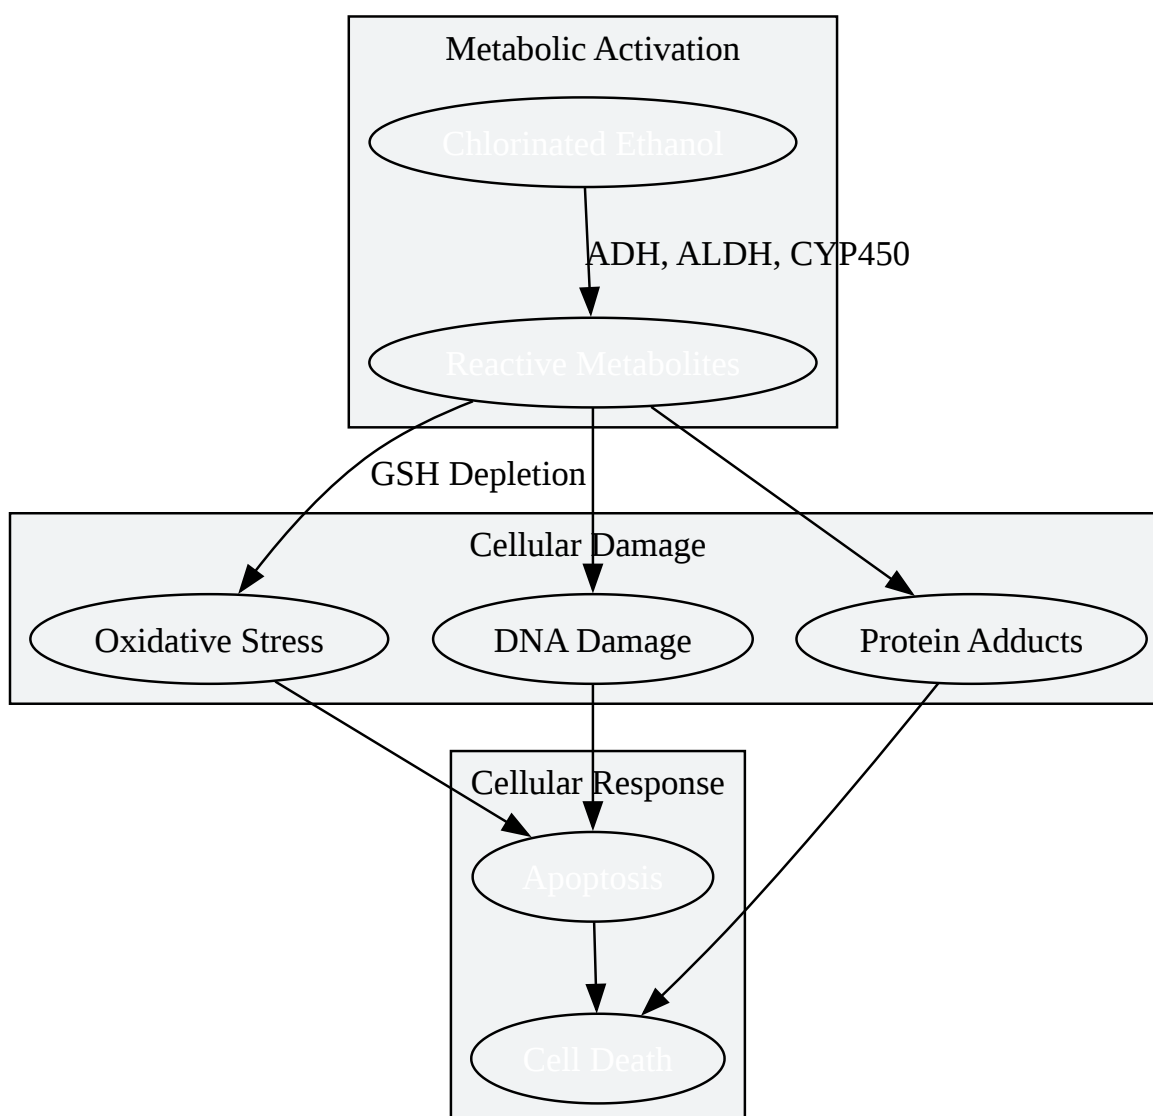 Metabolic Activation
Chlorinated Ethanol
ADH, ALDH, CYP450
Reactive Metabolites
GSH Depletion
Cellular Damage
Oxidative Stress
DNA Damage
Protein Adducts
Cellular Response
Apoptosis
Cell Death